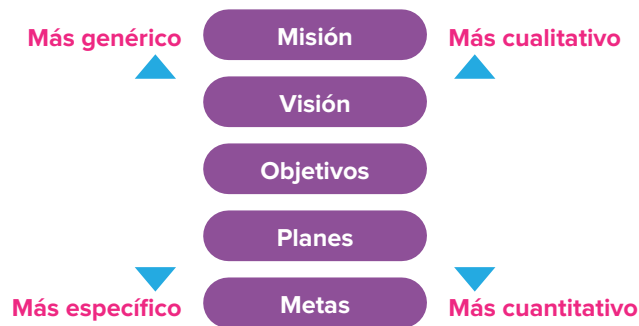 Más genérico Misión Más cualitativo
Visión
Objetivos
Planes
Más específico Metas Más cuantitativo